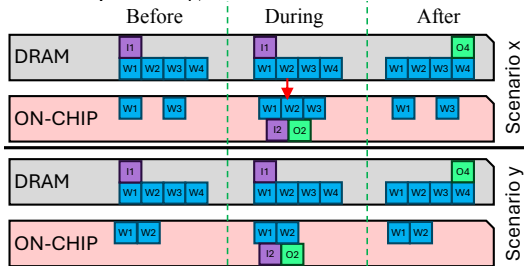 Before During After
I1 I1 O4
DRAM W1 W2 W3 W4 W1 W2 W3 W4 W1 W2 W3 W4
ON-CHIP W1 W3 W1 W2 W3 W1 W3
I2 O2
Scenario x
I1 I1 O4
DRAM W1 W2 W3 W4 W1 W2 W3 W4 W1 W2 W3 W4
ON-CHIP W1 W2 W1 W2 W1 W2
I2 O2
Scenario y